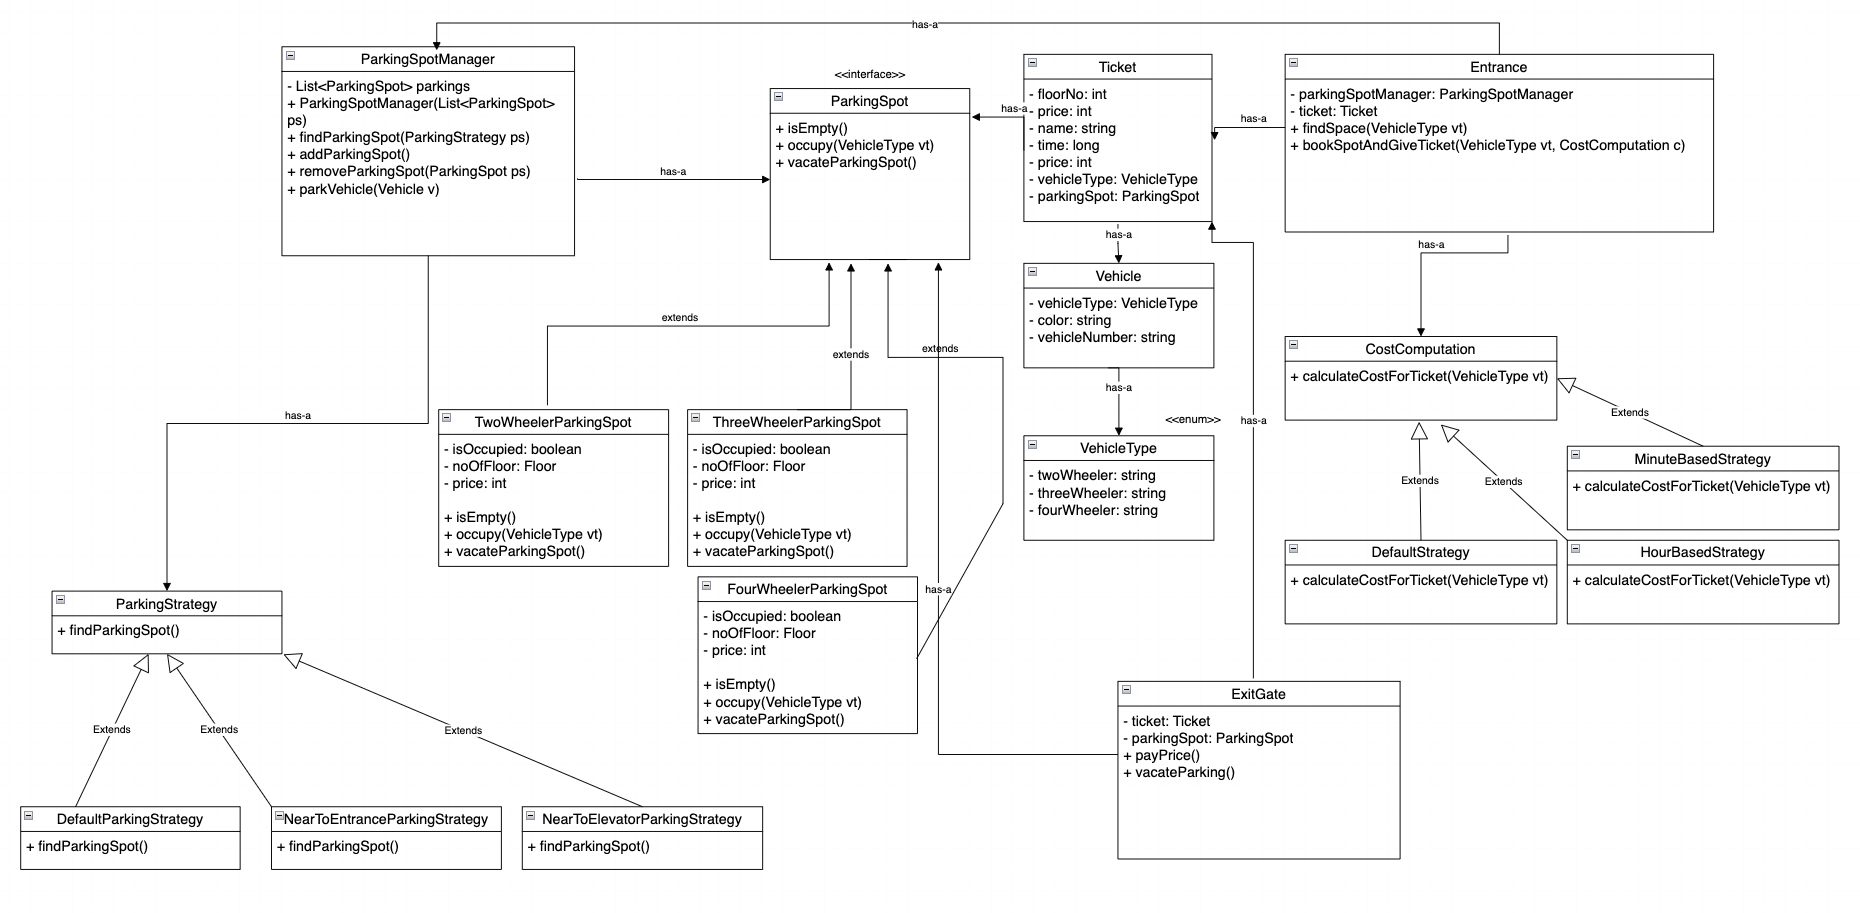 has-a
ParkingSpotManager
- List<ParkingSpot> parkings
+ ParkingSpotManager(List<ParkingSpot>
ps)
+ findParkingSpot(ParkingStrategy ps)
+ addParkingSpot()
+ removeParkingSpot(ParkingSpot ps)
+ parkVehicle(Vehicle v)
has-a
<<interface>>
ParkingSpot
+ isEmpty()
+ occupy(VehicleType vt)
+ vacateParkingSpot()
has-a
Ticket
- floorNo: int
- price: int
- name: string
- time: long
- price: int
- vehicleType: VehicleType
- parkingSpot: ParkingSpot
has-a
Entrance
- parkingSpotManager: ParkingSpotManager
- ticket: Ticket
+ findSpace(VehicleType vt)
+ bookSpotAndGiveTicket(VehicleType vt, CostComputation c)
has-a
has-a
Vehicle
- vehicleType: VehicleType
- color: string
- vehicleNumber: string
has-a
<<enum>>
VehicleType
- twoWheeler: string
- threeWheeler: string
- fourWheeler: string
has-a
CostComputation
+ calculateCostForTicket(VehicleType vt)
Extends
Extends
Extends
MinuteBasedStrategy
+ calculateCostForTicket(VehicleType vt)
DefaultStrategy
+ calculateCostForTicket(VehicleType vt)
HourBasedStrategy
+ calculateCostForTicket(VehicleType vt)
extends
extends
extends
has-a
TwoWheelerParkingSpot
- isOccupied: boolean
- noOfFloor: Floor
- price: int
+ isEmpty()
+ occupy(VehicleType vt)
+ vacateParkingSpot()
ThreeWheelerParkingSpot
- isOccupied: boolean
- noOfFloor: Floor
- price: int
+ isEmpty()
+ occupy(VehicleType vt)
+ vacateParkingSpot()
FourWheelerParkingSpot
- isOccupied: boolean
- noOfFloor: Floor
- price: int
+ isEmpty()
+ occupy(VehicleType vt)
+ vacateParkingSpot()
has-a
ParkingStrategy
+ findParkingSpot()
Extends
Extends
Extends
DefaultParkingStrategy
+ findParkingSpot()
NearToEntranceParkingStrategy
+ findParkingSpot()
NearToElevatorParkingStrategy
+ findParkingSpot()
ExitGate
- ticket: Ticket
- parkingSpot: ParkingSpot
+ payPrice()
+ vacateParking()